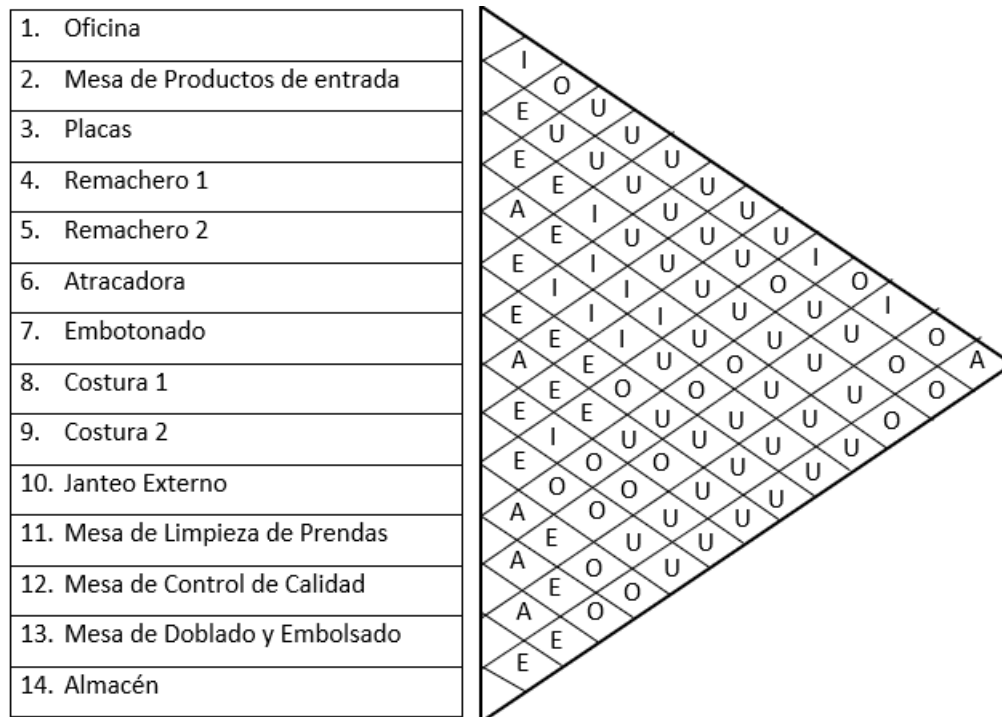 1. Oficina
2. Mesa de Productos de entrada
3. Placas
4. Remachero 1
5. Remachero 2
6. Atracadora
7. Embotonado
8. Costura 1
9. Costura 2
10. Janteo Externo
11. Mesa de Limpieza de Prendas
12. Mesa de Control de Calidad
13. Mesa de Doblado y Embolsado
14. Almacén
I O U U U U U U I O I O A
E U U U U U U O U U O O
E E I U U U U U U U O
A E I I I U O U U U
E I I I U O U U U
E E E O U U U U
A E E U O U U
E I O O U U
E O O U U
A E O O
A E O
A E
E